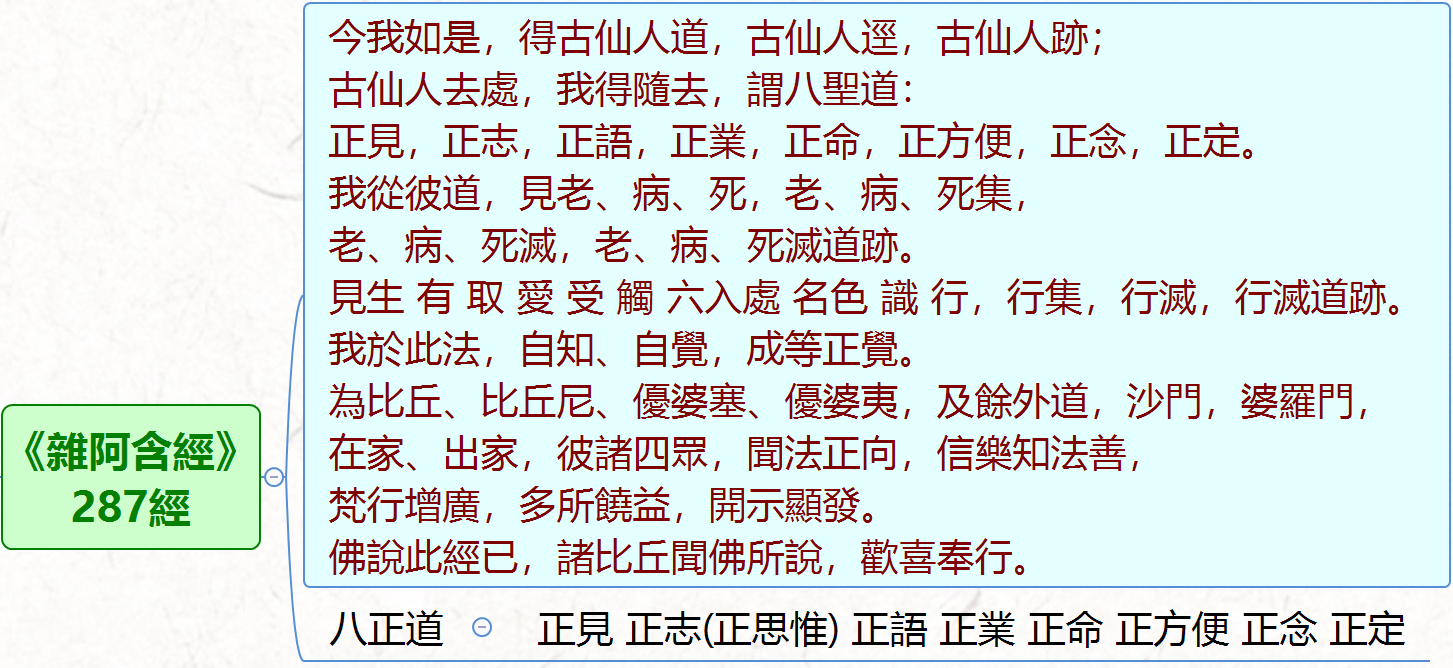 《雜阿含經》
287經
今我如是，得古仙人道，古仙人逕，古仙人跡；
古仙人去處，我得隨去，謂八聖道：
正見，正志，正語，正業，正命，正方便，正念，正定。
我從彼道，見老、病、死，老、病、死集，
老、病、死滅，老、病、死滅道跡。
見生 有 取 愛 受 觸 六入處 名色 識 行，行集，行滅，行滅道跡。
我於此法，自知、自覺，成等正覺。
為比丘、比丘尼、優婆塞、優婆夷，及餘外道，沙門，婆羅門，
在家、出家，彼諸四眾，聞法正向，信樂知法善，
梵行增廣，多所饒益，開示顯發。
佛說此經已，諸比丘聞佛所說，歡喜奉行。
八正道 正見 正志(正思惟) 正語 正業 正命 正方便 正念 正定